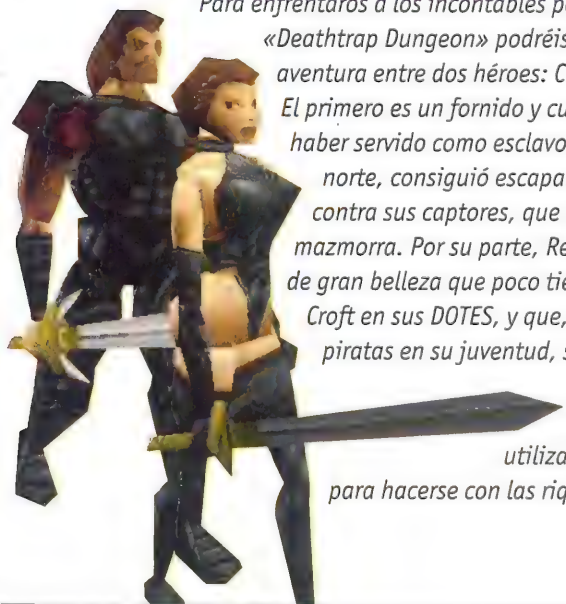 Para enfrentaros a los incontables p
«Deathtrap Dungeon» podréis
aventura entre dos héroes: C
El primero es un fornido y cu
haber servido como esclavo
norte, consiguió escapa
contra sus captores, que
mazmorra. Por su parte, Re
de gran belleza que poco tie
Croft en sus DOTES, y que,
piratas en su juventud, s
utiliza
para hacerse con las riq